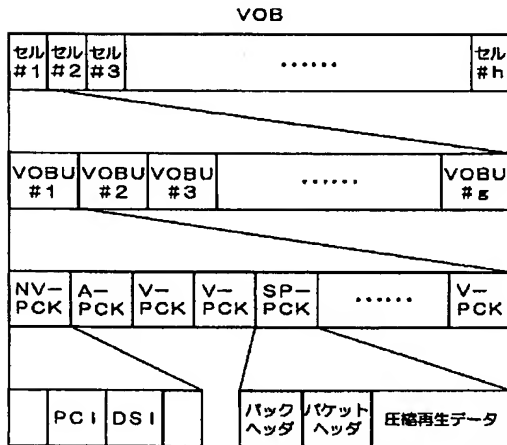 VOB
セル #1 セル #2 セル #3 ...... セル #h
VOBU #1 VOBU #2 VOBU #3 ...... VOBU #g
NV-PCK A-PCK V-PCK V-PCK SP-PCK ...... V-PCK
PCI DSI パックヘッダ パケットヘッダ 圧縮再生データ